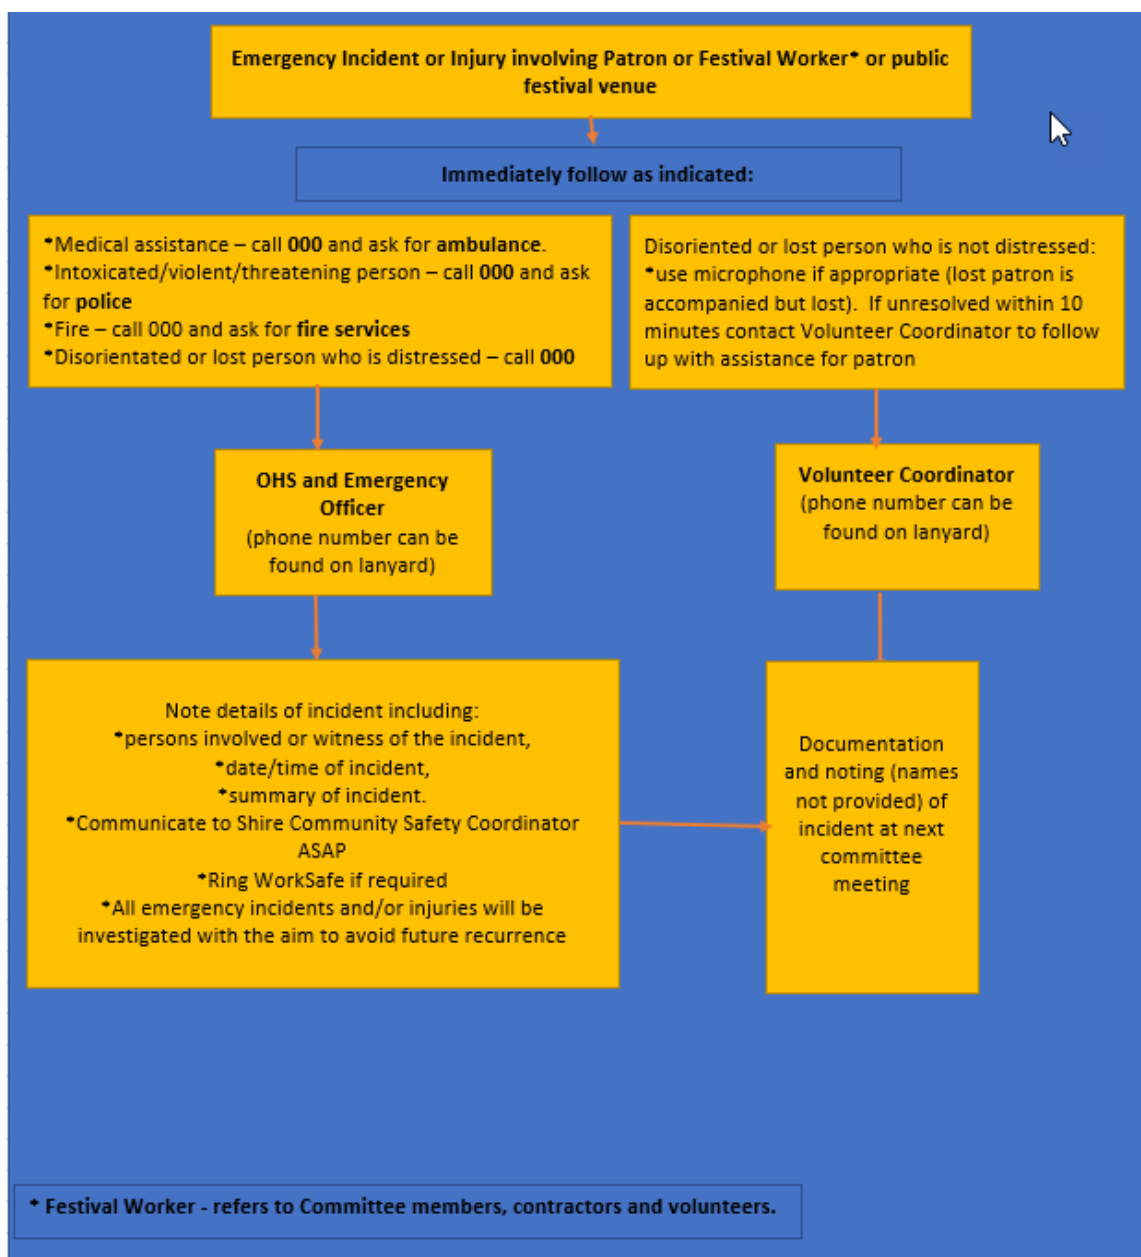 Emergency Incident or Injury involving Patron or Festival Worker* or public
festival venue
Immediately follow as indicated:
*Medical assistance – call 000 and ask for ambulance.
*Intoxicated/violent/threatening person – call 000 and ask
for police
*Fire – call 000 and ask for fire services
*Disorientated or lost person who is distressed – call 000
Disoriented or lost person who is not distressed:
*use microphone if appropriate (lost patron is
accompanied but lost). If unresolved within 10
minutes contact Volunteer Coordinator to follow
up with assistance for patron
OHS and Emergency
Officer
(phone number can be
found on lanyard)
Volunteer Coordinator
(phone number can be
found on lanyard)
Note details of incident including:
*persons involved or witness of the incident,
*date/time of incident,
*summary of incident.
*Communicate to Shire Community Safety Coordinator
ASAP
*Ring WorkSafe if required
*All emergency incidents and/or injuries will be
investigated with the aim to avoid future recurrence
Documentation
and noting (names
not provided) of
incident at next
committee
meeting
* Festival Worker - refers to Committee members, contractors and volunteers.